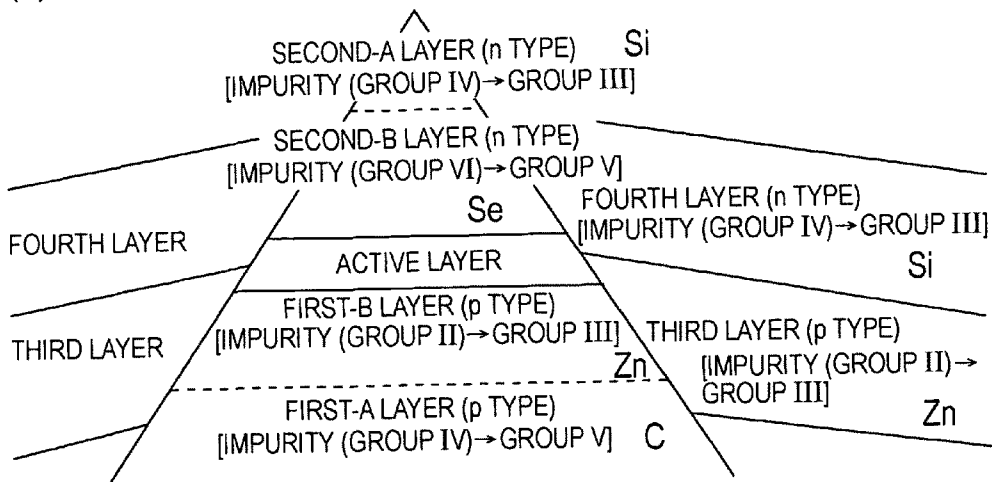 SECOND-A LAYER (n TYPE) Si
[IMPURITY (GROUP IV)→GROUP III]
SECOND-B LAYER (n TYPE)
[IMPURITY (GROUP VI)→GROUP V]
Se
FOURTH LAYER (n TYPE)
[IMPURITY (GROUP IV)→GROUP III]
Si
FOURTH LAYER
ACTIVE LAYER
FIRST-B LAYER (p TYPE)
[IMPURITY (GROUP II)→GROUP III]
Zn
THIRD LAYER
THIRD LAYER (p TYPE)
[IMPURITY (GROUP II)→
GROUP III]
Zn
FIRST-A LAYER (p TYPE)
[IMPURITY (GROUP IV)→GROUP V] C